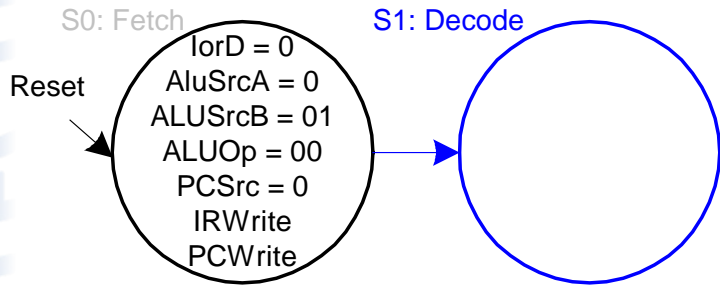 S0: Fetch
S1: Decode
Reset
IorD = 0
AluSrcA = 0
ALUSrcB = 01
ALUOp = 00
PCSrc = 0
IRWrite
PCWrite